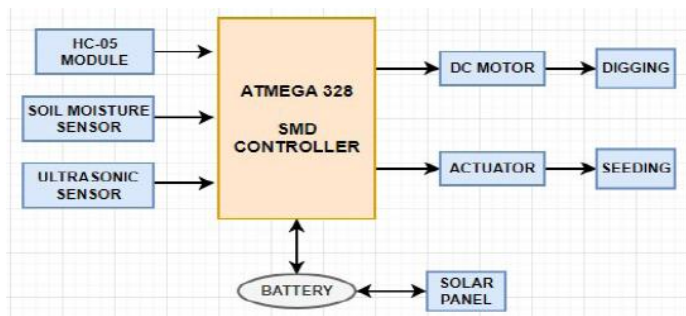 HC-05
MODULE
SOIL MOISTURE
SENSOR
ULTRASONIC
SENSOR
ATMEGA 328
SMD
CONTROLLER
DC MOTOR
DIGGING
ACTUATOR
SEEDING
BATTERY
SOLAR
PANEL